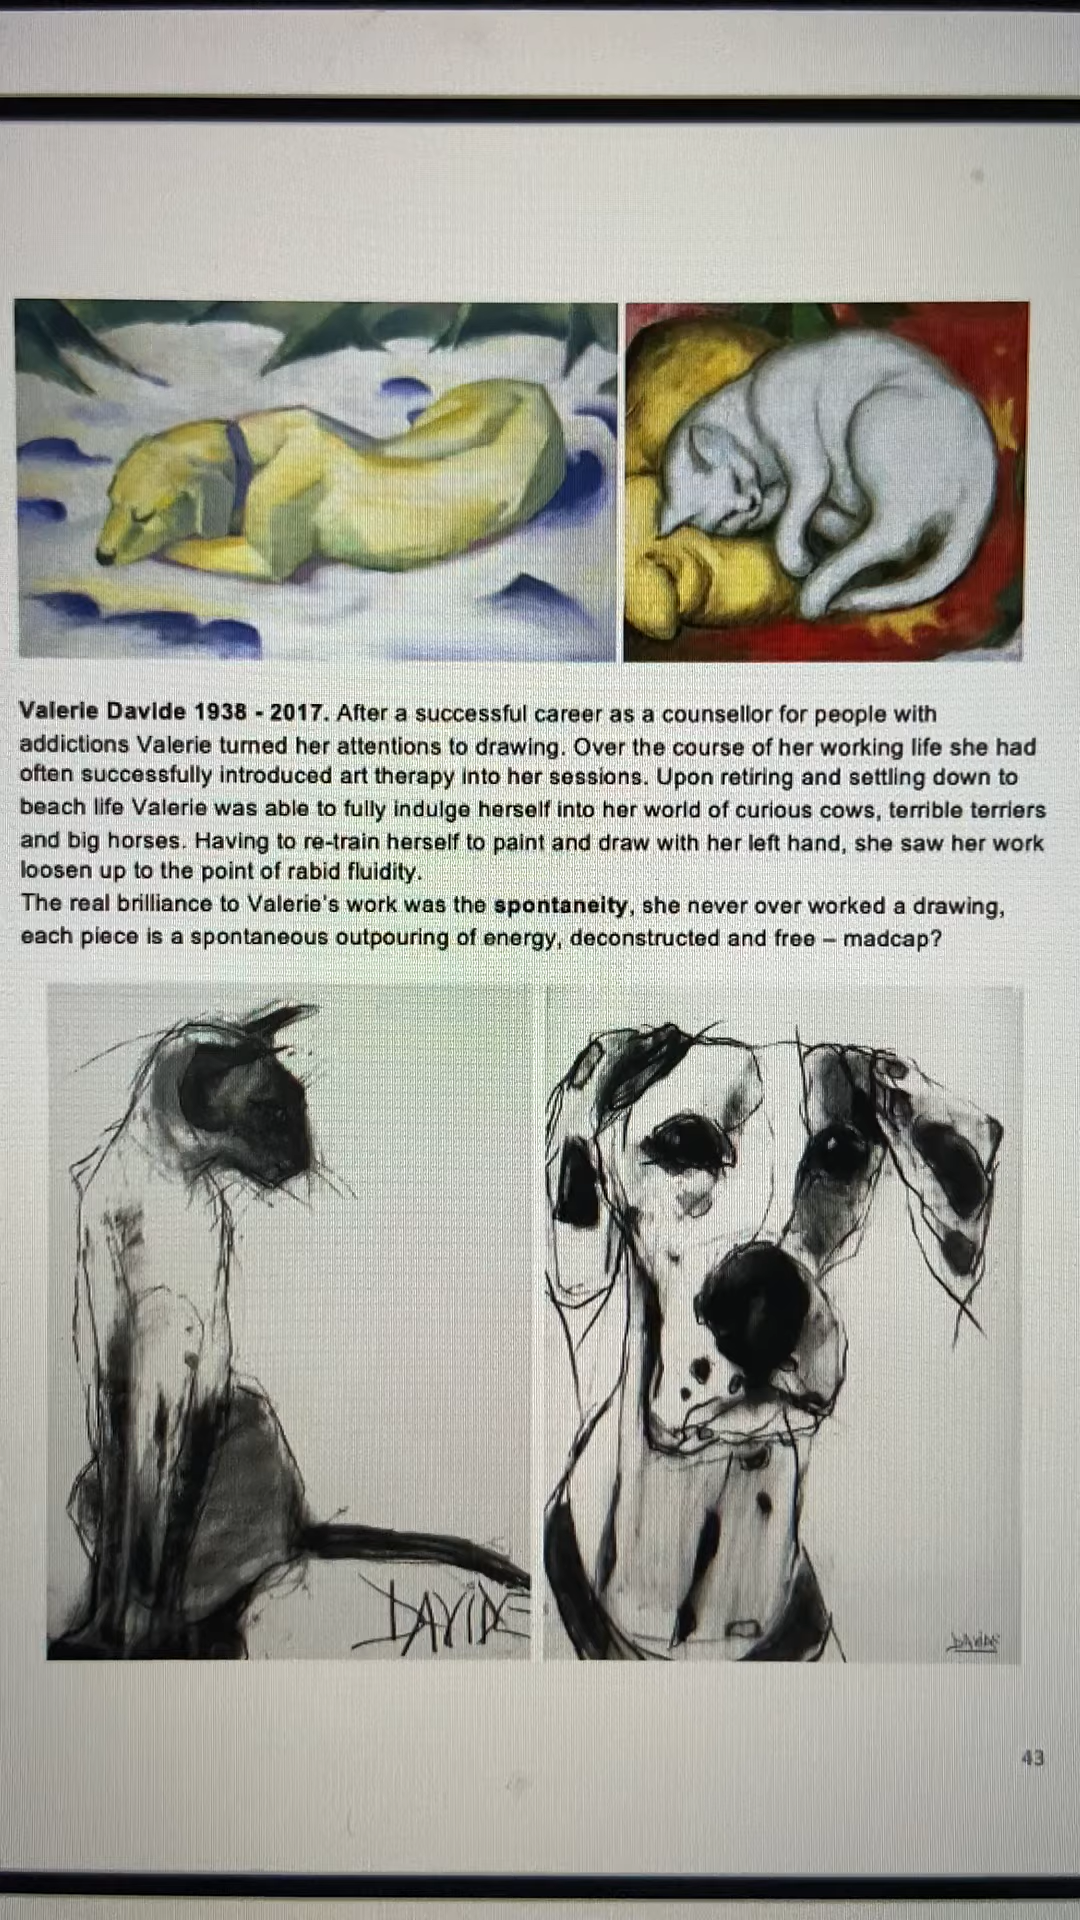 Valerie Davide 1938 - 2017. After a successful career as a counsellor for people with
addictions Valerie turned her attentions to drawing. Over the course of her working life she had
often successfully introduced art therapy into her sessions. Upon retiring and settling down to
beach life Valerie was able to fully indulge herself into her world of curious cows, terrible terriers
and big horses. Having to re-train herself to paint and draw with her left hand, she saw her work
loosen up to the point of rabid fluidity.
The real brilliance to Valerie's work was the spontaneity, she never over worked a drawing,
each piece is a spontaneous outpouring of energy, deconstructed and free – madcap?
DAVIDE
DAVIDE
43